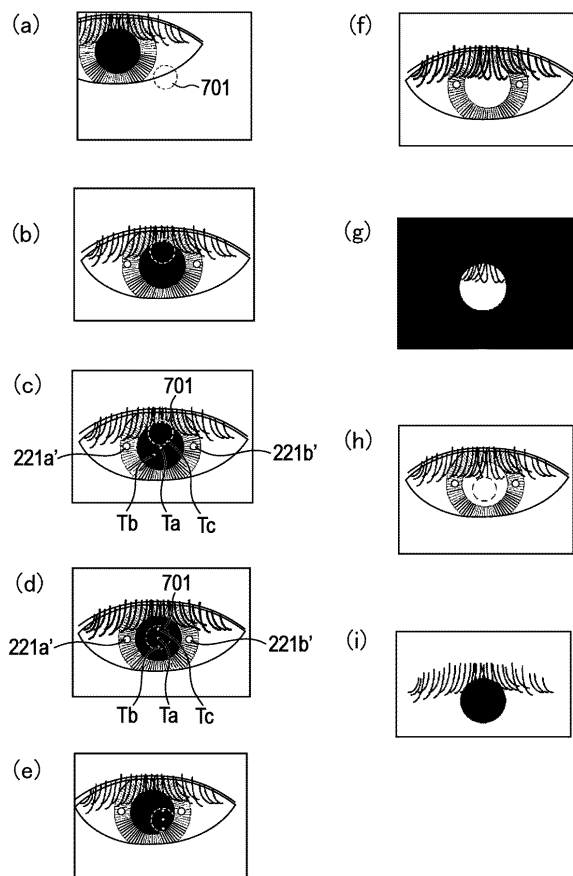 (a)
701
(b)
(c)
701
221a'
221b'
Tb
Ta
Tc
(d)
701
221a'
221b'
Tb
Ta
Tc
(e)
(f)
(g)
(h)
(i)